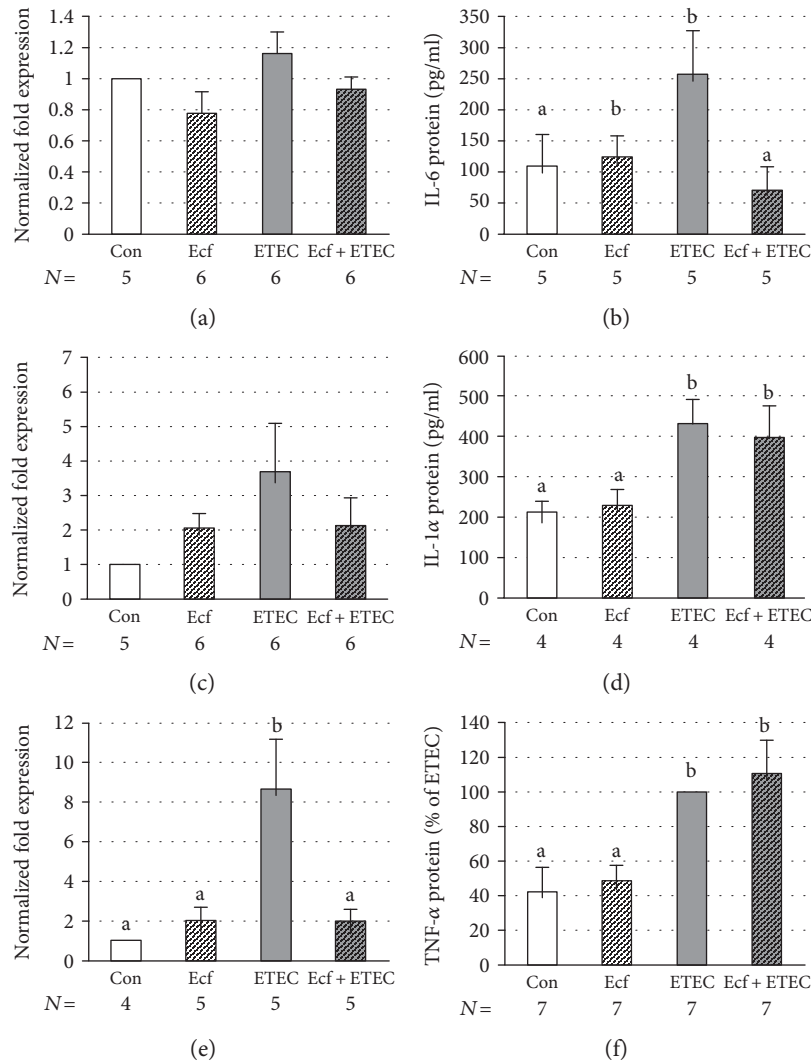 Normalized fold expression
1.4
1.2
1
0.8
0.6
0.4
0.2
0
Con Ecf ETEC Ecf + ETEC
N = 5 6 6 6
(a)
IL-6 protein (pg/ml)
350
300
250
200
150
100
50
0
a b b a
Con Ecf ETEC Ecf + ETEC
N = 5 5 5 5
(b)
Normalized fold expression
7
6
5
4
3
2
1
0
Con Ecf ETEC Ecf + ETEC
N = 5 6 6 6
(c)
IL-1α protein (pg/ml)
600
500
400
300
200
100
0
a a b b
Con Ecf ETEC Ecf + ETEC
N = 4 4 4 4
(d)
Normalized fold expression
12
10
8
6
4
2
0
a a b a
Con Ecf ETEC Ecf + ETEC
N = 4 5 5 5
(e)
TNF-α protein (% of ETEC)
140
120
100
80
60
40
20
0
a a b b
Con Ecf ETEC Ecf + ETEC
N = 7 7 7 7
(f)